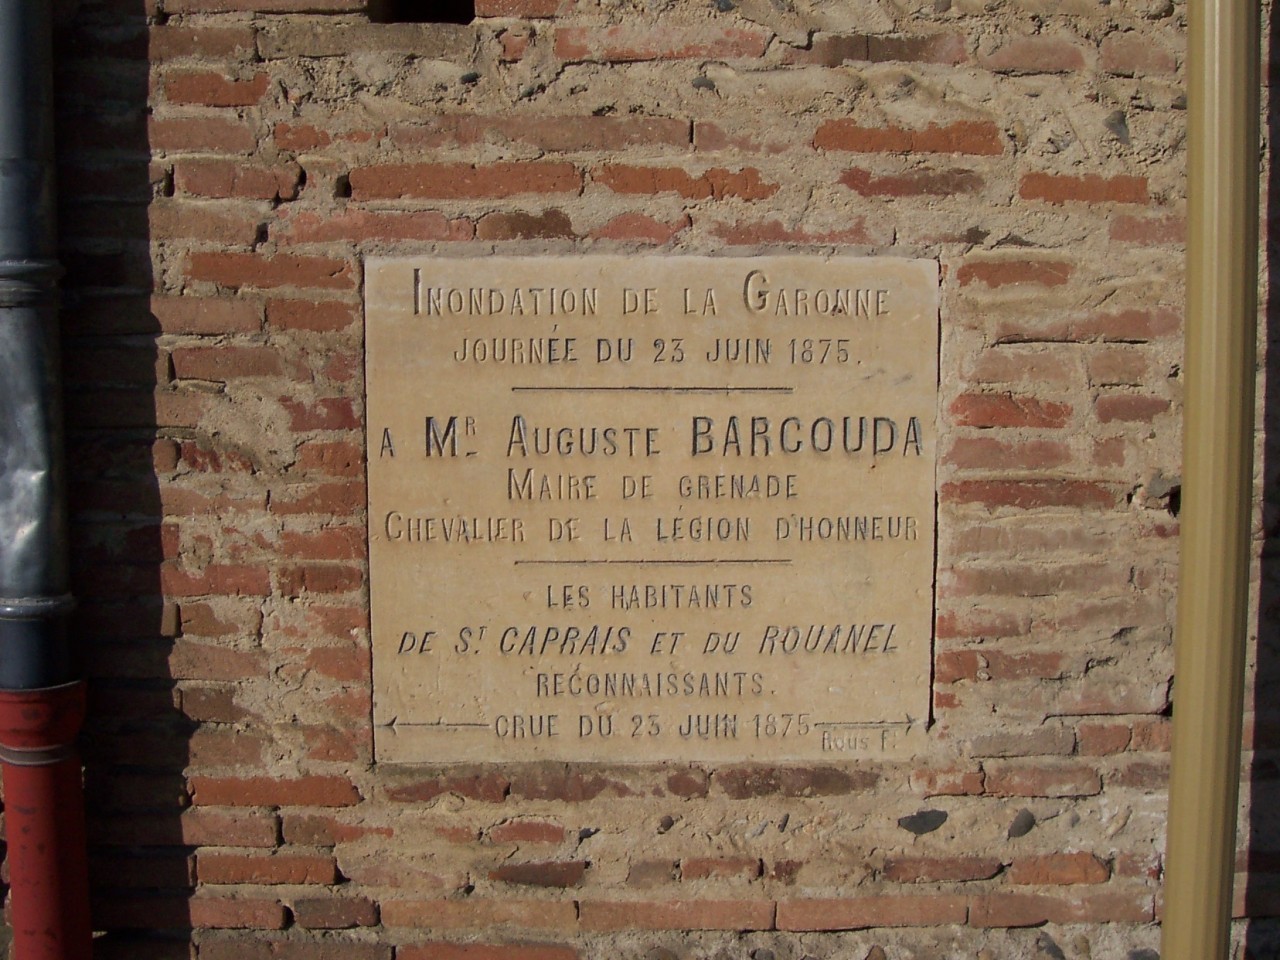 INONDATION DE LA GARONNE
JOURNÉE DU 23 JUIN 1875.
A MR AUGUSTE BARCOUDA
MAIRE DE GRENADE
CHEVALIER DE LA LÉGION D'HONNEUR
LES HABITANTS
DE ST CAPRAIS ET DU ROUANEL
RECONNAISSANTS.
CRUE DU 23 JUIN 1875
ROUS F.